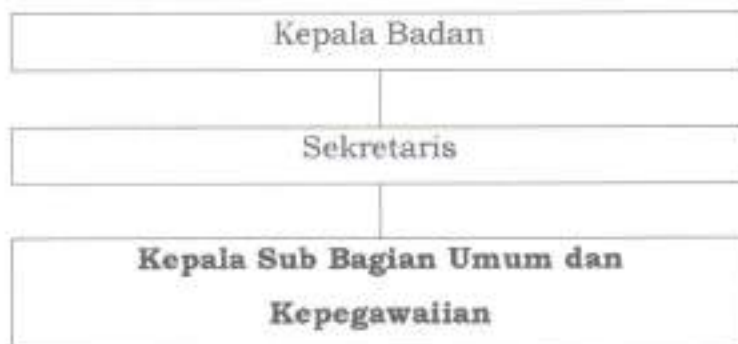 Kepala Badan
Sekretaris
Kepala Sub Bagian Umum dan
Kepegawaiian